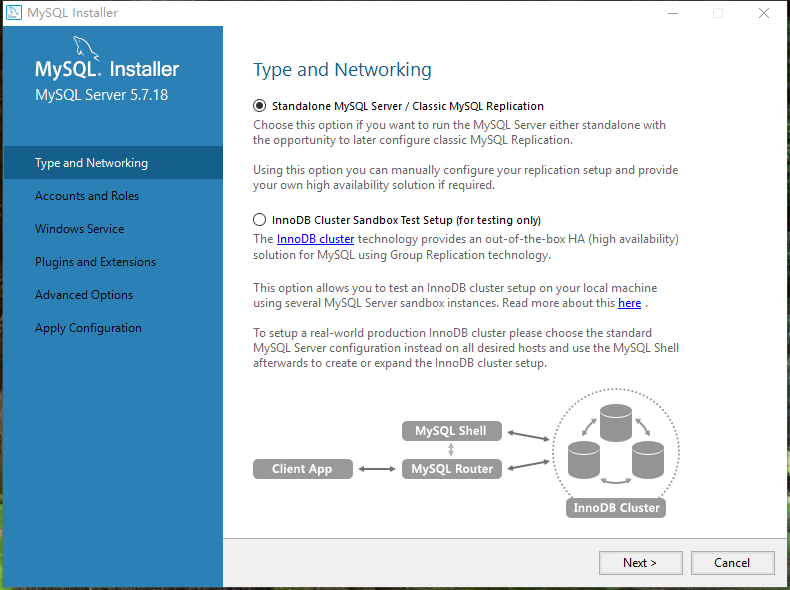 MySQL Installer
MySQL. Installer
MySQL Server 5.7.18
Type and Networking
Accounts and Roles
Windows Service
Plugins and Extensions
Advanced Options
Apply Configuration
Type and Networking
Standalone MySQL Server / Classic MySQL Replication
Choose this option if you want to run the MySQL Server either standalone with
the opportunity to later configure classic MySQL Replication.
Using this option you can manually configure your replication setup and provide
your own high availability solution if required.
InnoDB Cluster Sandbox Test Setup (for testing only)
The InnoDB cluster technology provides an out-of-the-box HA (high availability)
solution for MySQL using Group Replication technology.
This option allows you to test an InnoDB cluster setup on your local machine
using several MySQL Server sandbox instances. Read more about this here .
To setup a real-world production InnoDB cluster please choose the standard
MySQL Server configuration instead on all desired hosts and use the MySQL Shell
afterwards to create or expand the InnoDB cluster setup.
MySQL Shell
Client App
MySQL Router
InnoDB Cluster
Next >
Cancel